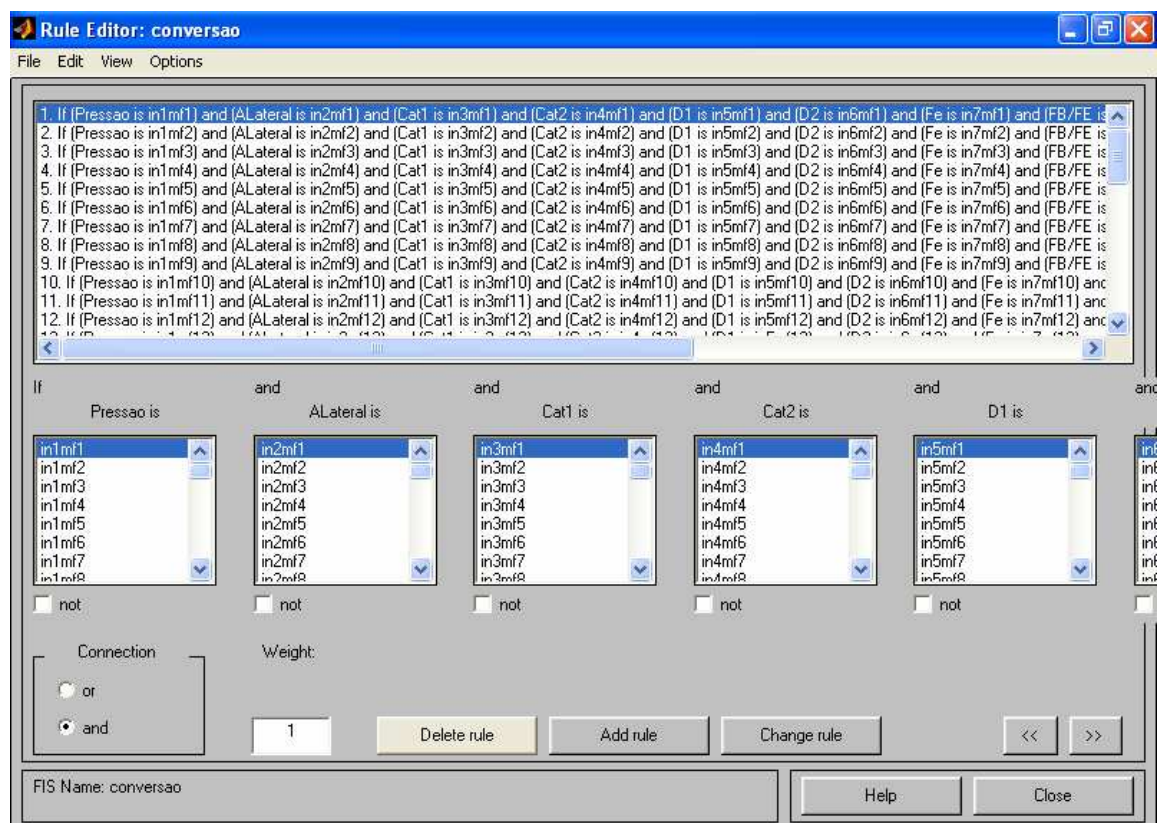 Rule Editor: conversao
File Edit View Options
1. If (Pressao is in1mf1) and (ALateral is in2mf1) and (Cat1 is in3mf1) and (Cat2 is in4mf1) and (D1 is in5mf1) and (D2 is in6mf1) and (Fe is in7mf1) and (FB/FE is
2. If (Pressao is in1mf2) and (ALateral is in2mf2) and (Cat1 is in3mf2) and (Cat2 is in4mf2) and (D1 is in5mf2) and (D2 is in6mf2) and (Fe is in7mf2) and (FB/FE is
3. If (Pressao is in1mf3) and (ALateral is in2mf3) and (Cat1 is in3mf3) and (Cat2 is in4mf3) and (D1 is in5mf3) and (D2 is in6mf3) and (Fe is in7mf3) and (FB/FE is
4. If (Pressao is in1mf4) and (ALateral is in2mf4) and (Cat1 is in3mf4) and (Cat2 is in4mf4) and (D1 is in5mf4) and (D2 is in6mf4) and (Fe is in7mf4) and (FB/FE is
5. If (Pressao is in1mf5) and (ALateral is in2mf5) and (Cat1 is in3mf5) and (Cat2 is in4mf5) and (D1 is in5mf5) and (D2 is in6mf5) and (Fe is in7mf5) and (FB/FE is
6. If (Pressao is in1mf6) and (ALateral is in2mf6) and (Cat1 is in3mf6) and (Cat2 is in4mf6) and (D1 is in5mf6) and (D2 is in6mf6) and (Fe is in7mf6) and (FB/FE is
7. If (Pressao is in1mf7) and (ALateral is in2mf7) and (Cat1 is in3mf7) and (Cat2 is in4mf7) and (D1 is in5mf7) and (D2 is in6mf7) and (Fe is in7mf7) and (FB/FE is
8. If (Pressao is in1mf8) and (ALateral is in2mf8) and (Cat1 is in3mf8) and (Cat2 is in4mf8) and (D1 is in5mf8) and (D2 is in6mf8) and (Fe is in7mf8) and (FB/FE is
9. If (Pressao is in1mf9) and (ALateral is in2mf9) and (Cat1 is in3mf9) and (Cat2 is in4mf9) and (D1 is in5mf9) and (D2 is in6mf9) and (Fe is in7mf9) and (FB/FE is
10. If (Pressao is in1mf10) and (ALateral is in2mf10) and (Cat1 is in3mf10) and (Cat2 is in4mf10) and (D1 is in5mf10) and (D2 is in6mf10) and (Fe is in7mf10) and
11. If (Pressao is in1mf11) and (ALateral is in2mf11) and (Cat1 is in3mf11) and (Cat2 is in4mf11) and (D1 is in5mf11) and (D2 is in6mf11) and (Fe is in7mf11) and
12. If (Pressao is in1mf12) and (ALateral is in2mf12) and (Cat1 is in3mf12) and (Cat2 is in4mf12) and (D1 is in5mf12) and (D2 is in6mf12) and (Fe is in7mf12) and
If and and and and and
Pressao is ALateral is Cat1 is Cat2 is D1 is
in1mf1 in2mf1 in3mf1 in4mf1 in5mf1
in1mf2 in2mf2 in3mf2 in4mf2 in5mf2
in1mf3 in2mf3 in3mf3 in4mf3 in5mf3
in1mf4 in2mf4 in3mf4 in4mf4 in5mf4
in1mf5 in2mf5 in3mf5 in4mf5 in5mf5
in1mf6 in2mf6 in3mf6 in4mf6 in5mf6
in1mf7 in2mf7 in3mf7 in4mf7 in5mf7
in1mf8 in2mf8 in3mf8 in4mf8 in5mf8
not not not not not
Connection Weight:
or
and 1 Delete rule Add rule Change rule << >>
FIS Name: conversao Help Close